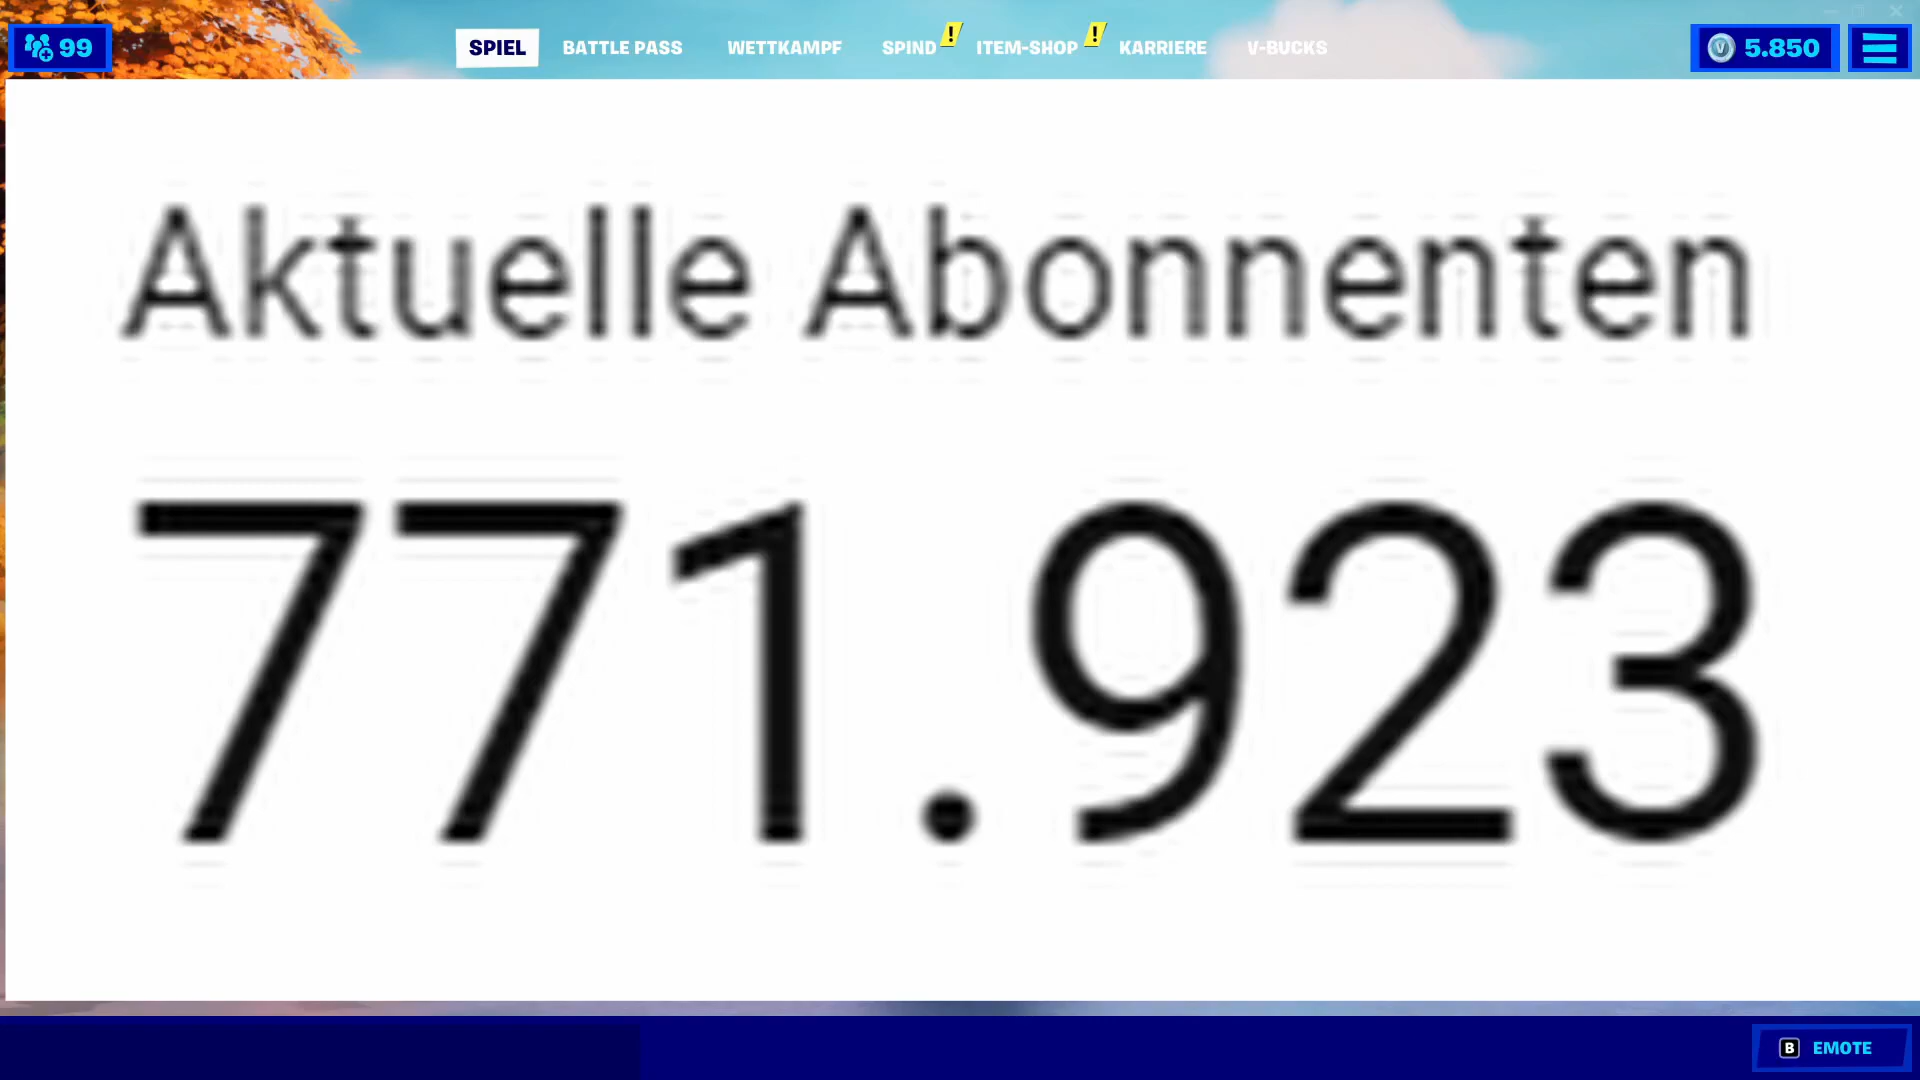 99
SPIEL BATTLE PASS WETTKAMPF SPIND ! ITEM-SHOP ! KARRIERE V-BUCKS
V 5.850
Aktuelle Abonnenten
771.923
B EMOTE